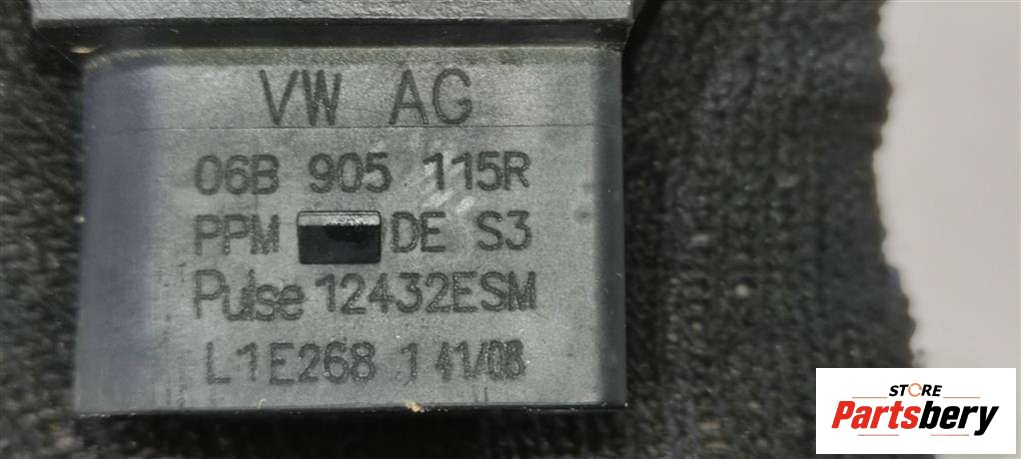 VW AG
06B 905 115R
PPM DE S3
Pulse 12432ESM
L1E268 1 41/08
STORE
Partsbery